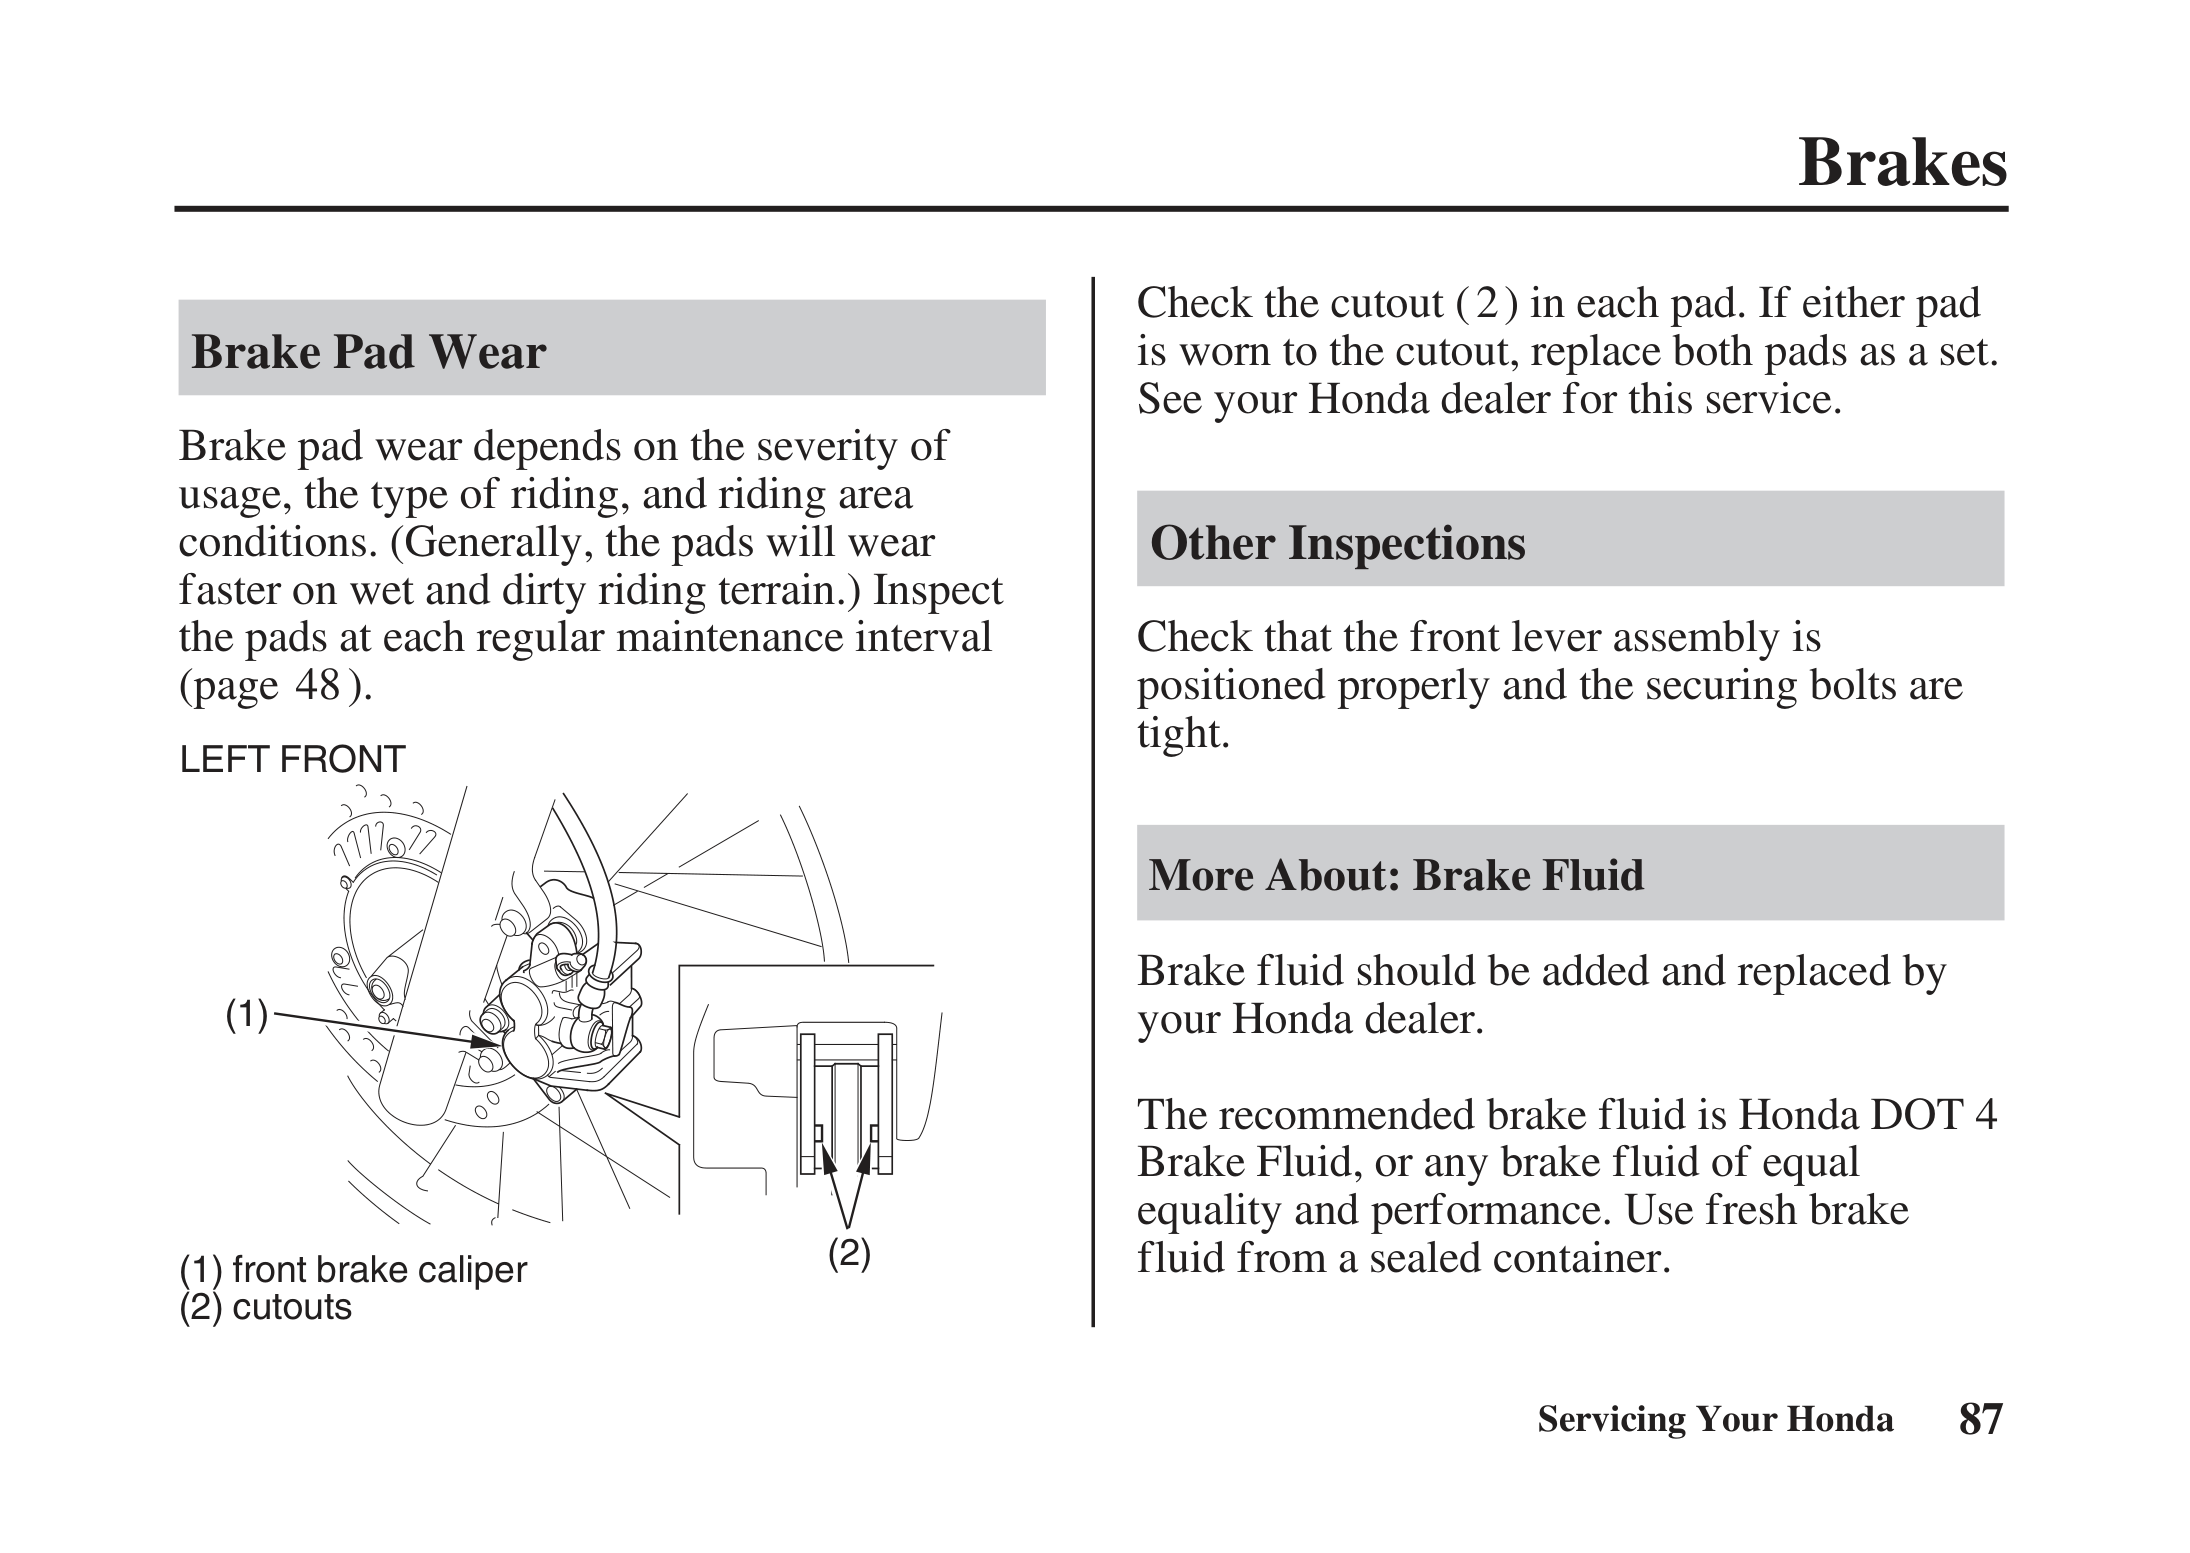 Brakes
Brake Pad Wear
Brake pad wear depends on the severity of
usage, the type of riding, and riding area
conditions. (Generally, the pads will wear
faster on wet and dirty riding terrain.) Inspect
the pads at each regular maintenance interval
(page 48 ).
LEFT FRONT
(1)
(2)
(1) front brake caliper
(2) cutouts
Check the cutout ( 2 ) in each pad. If either pad
is worn to the cutout, replace both pads as a set.
See your Honda dealer for this service.
Other Inspections
Check that the front lever assembly is
positioned properly and the securing bolts are
tight.
More About: Brake Fluid
Brake fluid should be added and replaced by
your Honda dealer.
The recommended brake fluid is Honda DOT 4
Brake Fluid, or any brake fluid of equal
equality and performance. Use fresh brake
fluid from a sealed container.
Servicing Your Honda 87